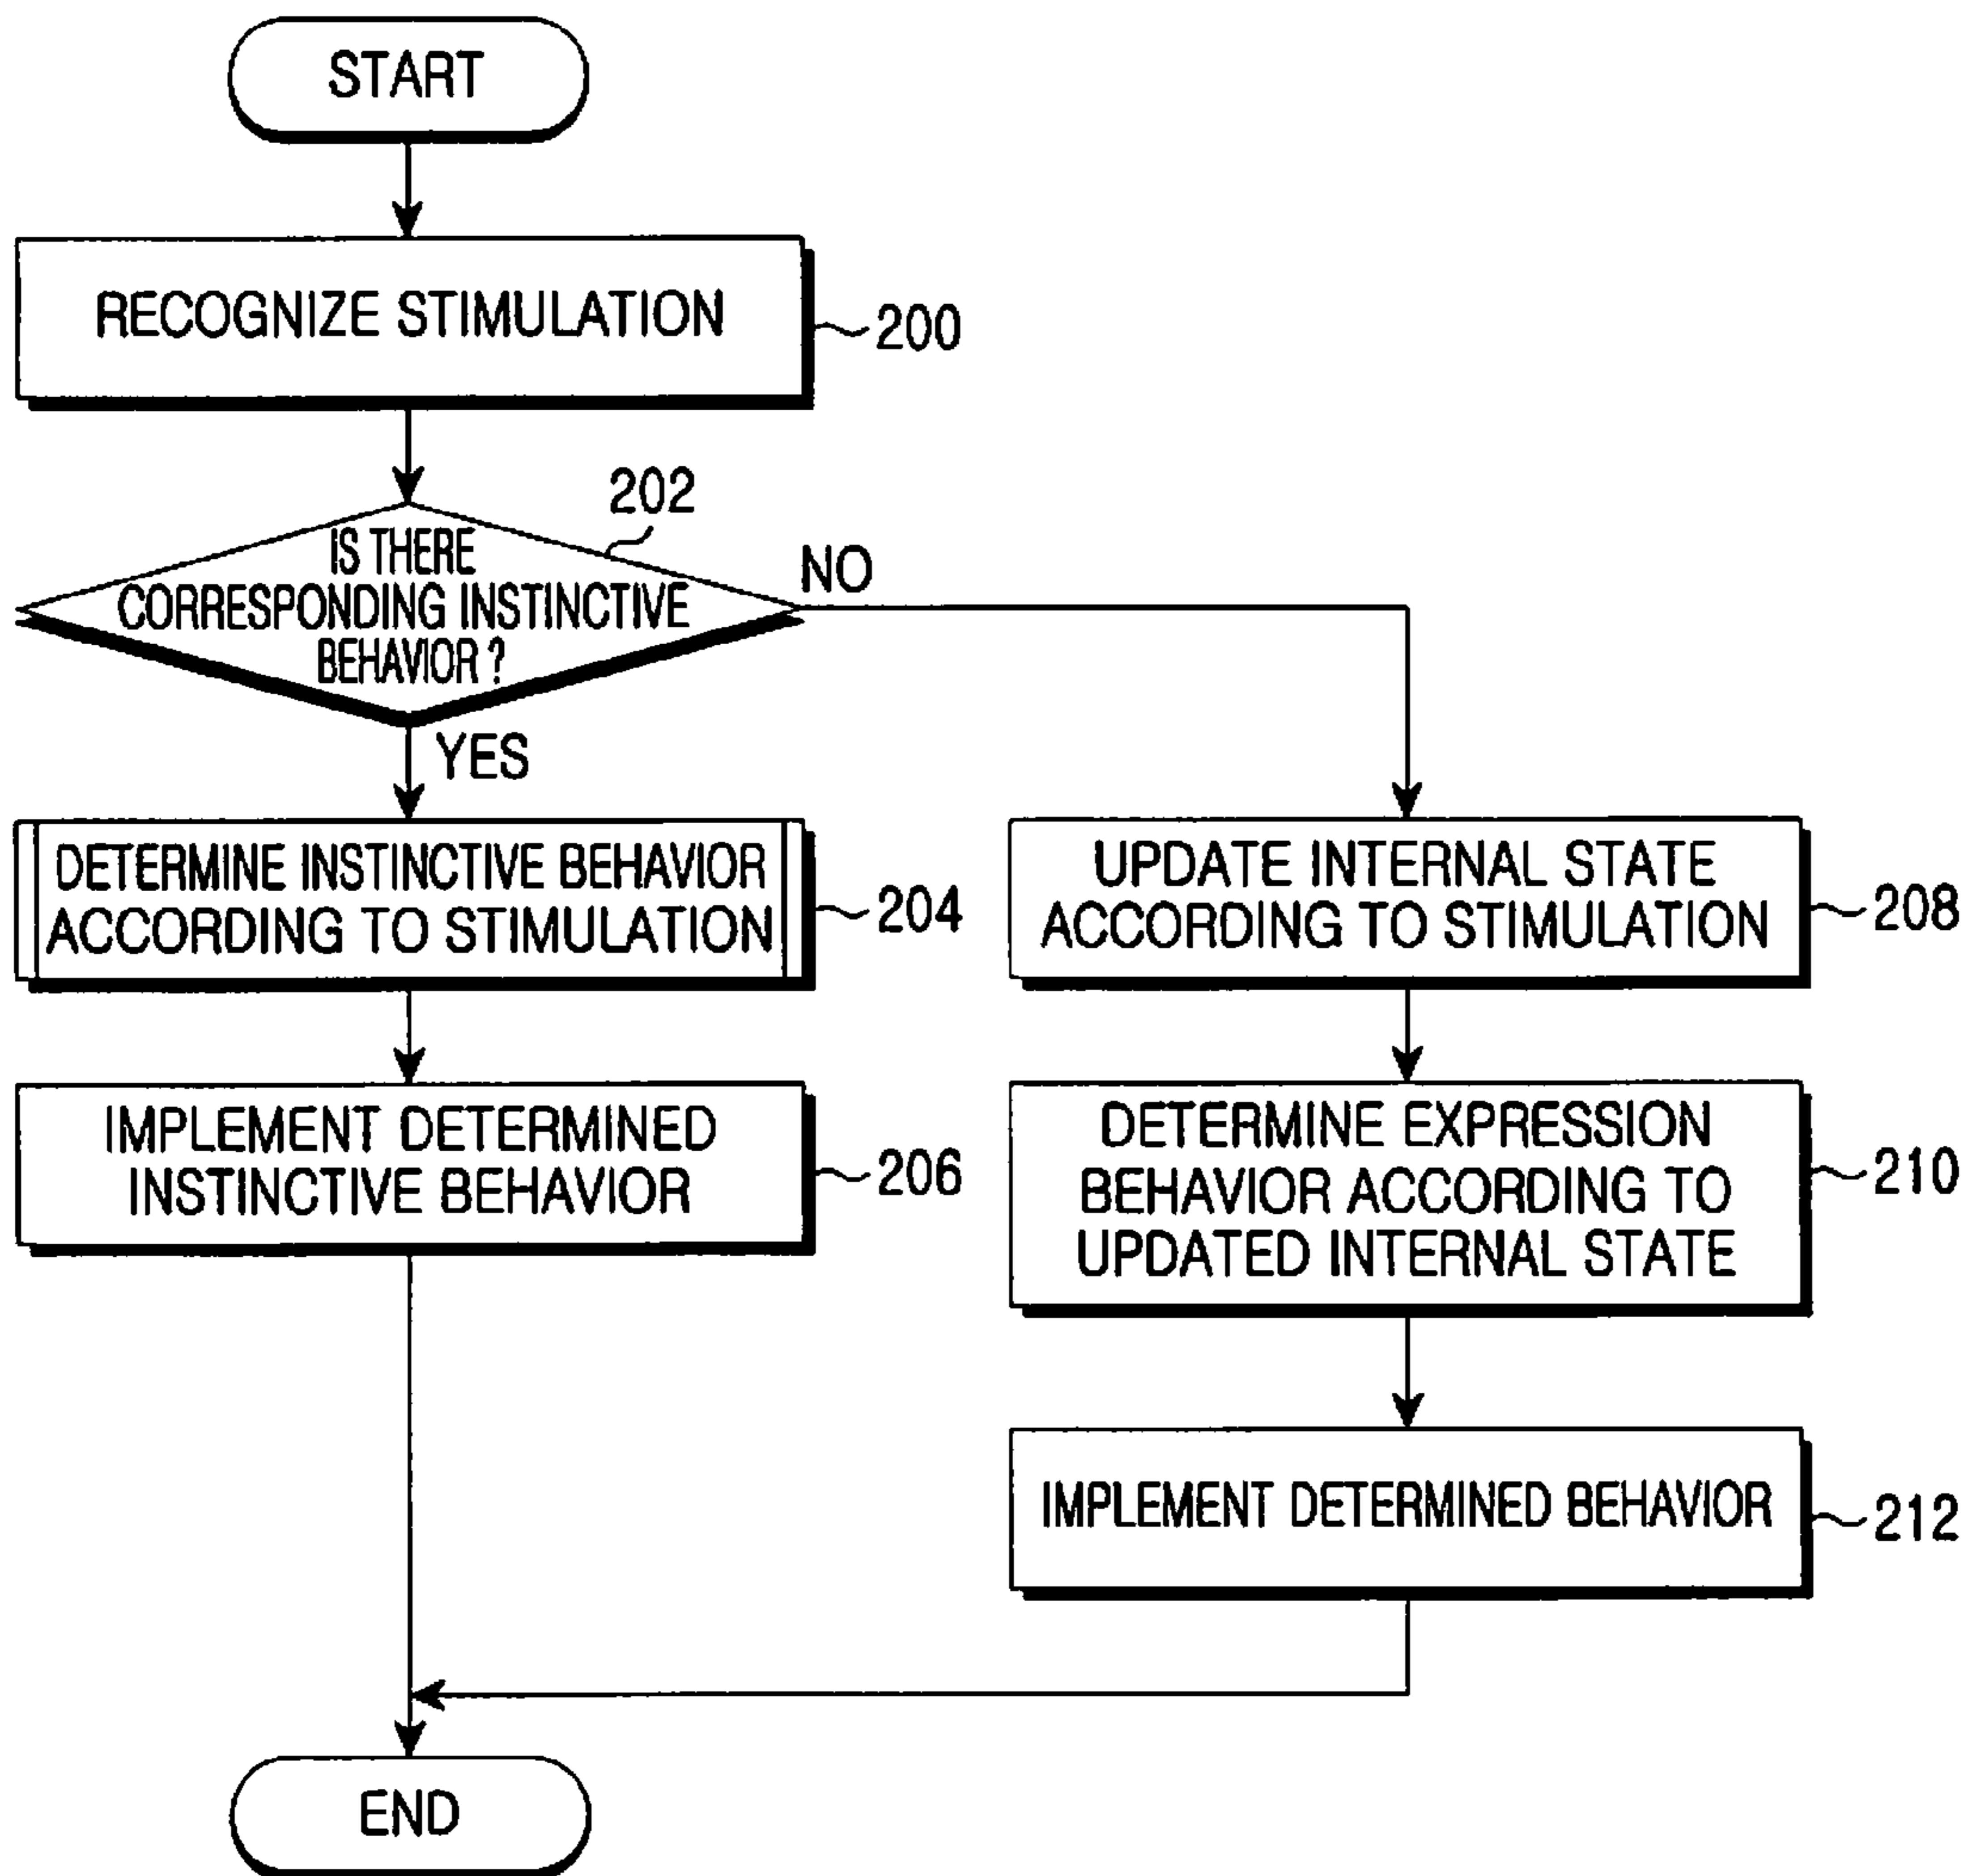 START
RECOGNIZE STIMULATION
200
202
IS THERE
CORRESPONDING INSTINCTIVE
BEHAVIOR ?
NO
YES
DETERMINE INSTINCTIVE BEHAVIOR
ACCORDING TO STIMULATION
204
UPDATE INTERNAL STATE
ACCORDING TO STIMULATION
208
IMPLEMENT DETERMINED
INSTINCTIVE BEHAVIOR
206
DETERMINE EXPRESSION
BEHAVIOR ACCORDING TO
UPDATED INTERNAL STATE
210
IMPLEMENT DETERMINED BEHAVIOR
212
END